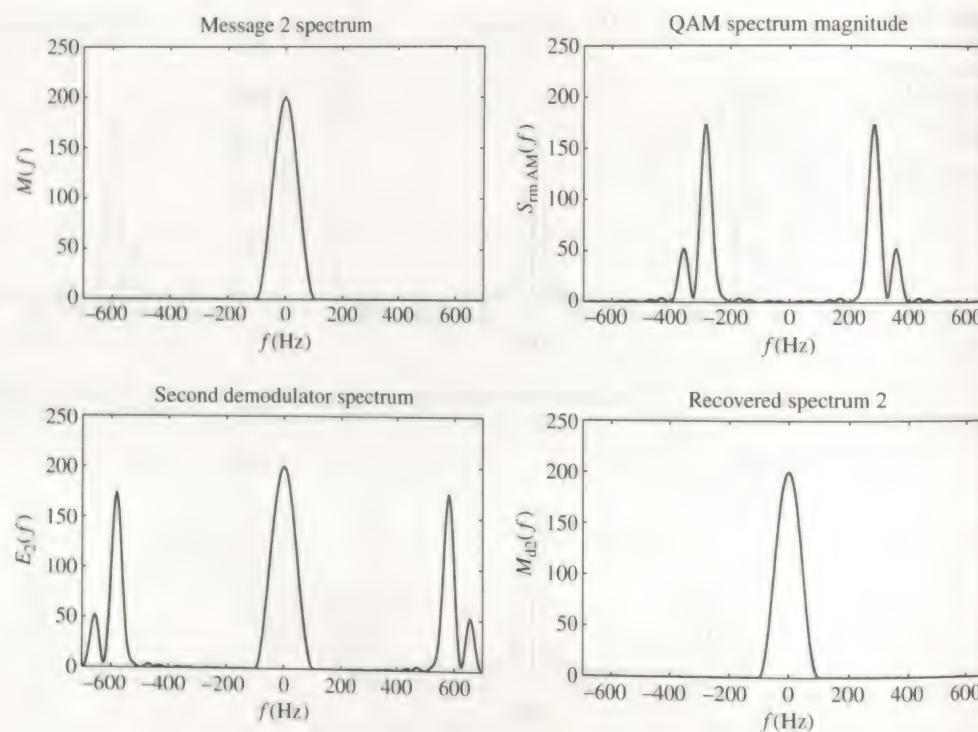 Message 2 spectrum
250
200
150
100
50
0
M(f)
−600 −400 −200 0 200 400 600
f(Hz)
QAM spectrum magnitude
250
200
150
100
50
0
S_rm AM(f)
−600 −400 −200 0 200 400 600
f(Hz)
Second demodulator spectrum
250
200
150
100
50
0
E_2(f)
−600 −400 −200 0 200 400 600
f(Hz)
Recovered spectrum 2
250
200
150
100
50
0
M_d2(f)
−600 −400 −200 0 200 400 600
f(Hz)